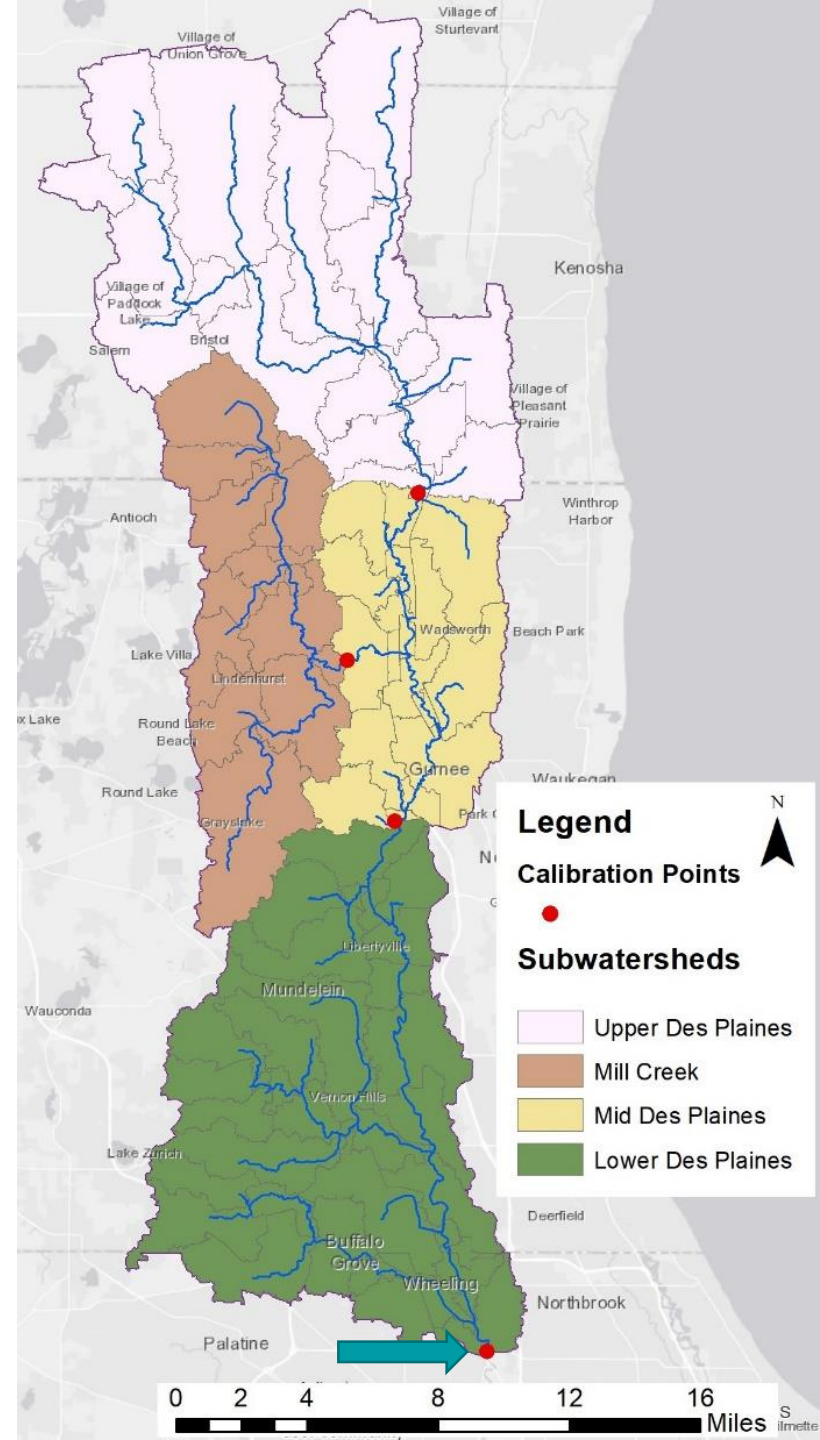 Village of
Sturtevant
Village of
Union Grove
Kenosha
Village of
Paddock
Lake
Bristol
Salem
Village of
Pleasant
Prairie
Winthrop
Harbor
Antioch
Wadsworth
Beach Park
Lake Villa
Lindenhurst
Round Lake
Beach
Gurnee
Waukegan
Round Lake
Grayslake
Legend
N
Calibration Points
Subwatersheds
Upper Des Plaines
Mill Creek
Mid Des Plaines
Lower Des Plaines
Libertyville
Mundelein
Wauconda
Vernon Hills
Lake Zurich
Deerfield
Buffalo
Grove
Wheeling
Northbrook
Palatine
0 2 4 8 12 16
Miles